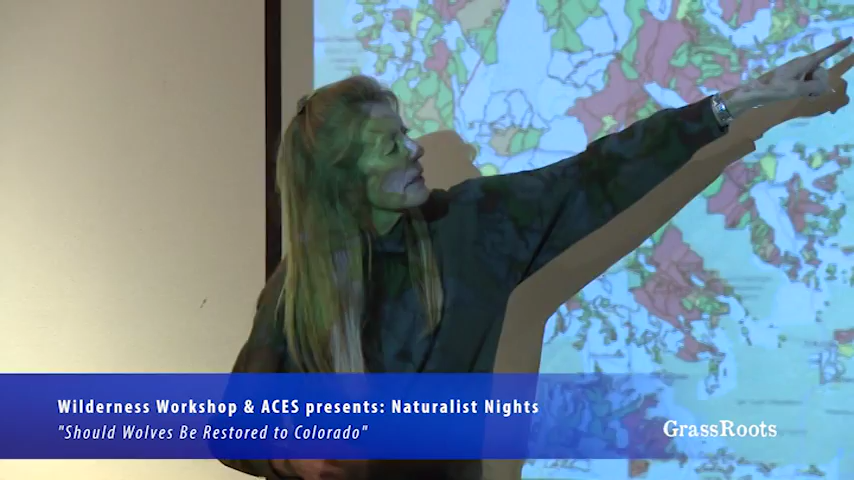 Wilderness Workshop & ACES presents: Naturalist Nights
"Should Wolves Be Restored to Colorado"
GrassRoots